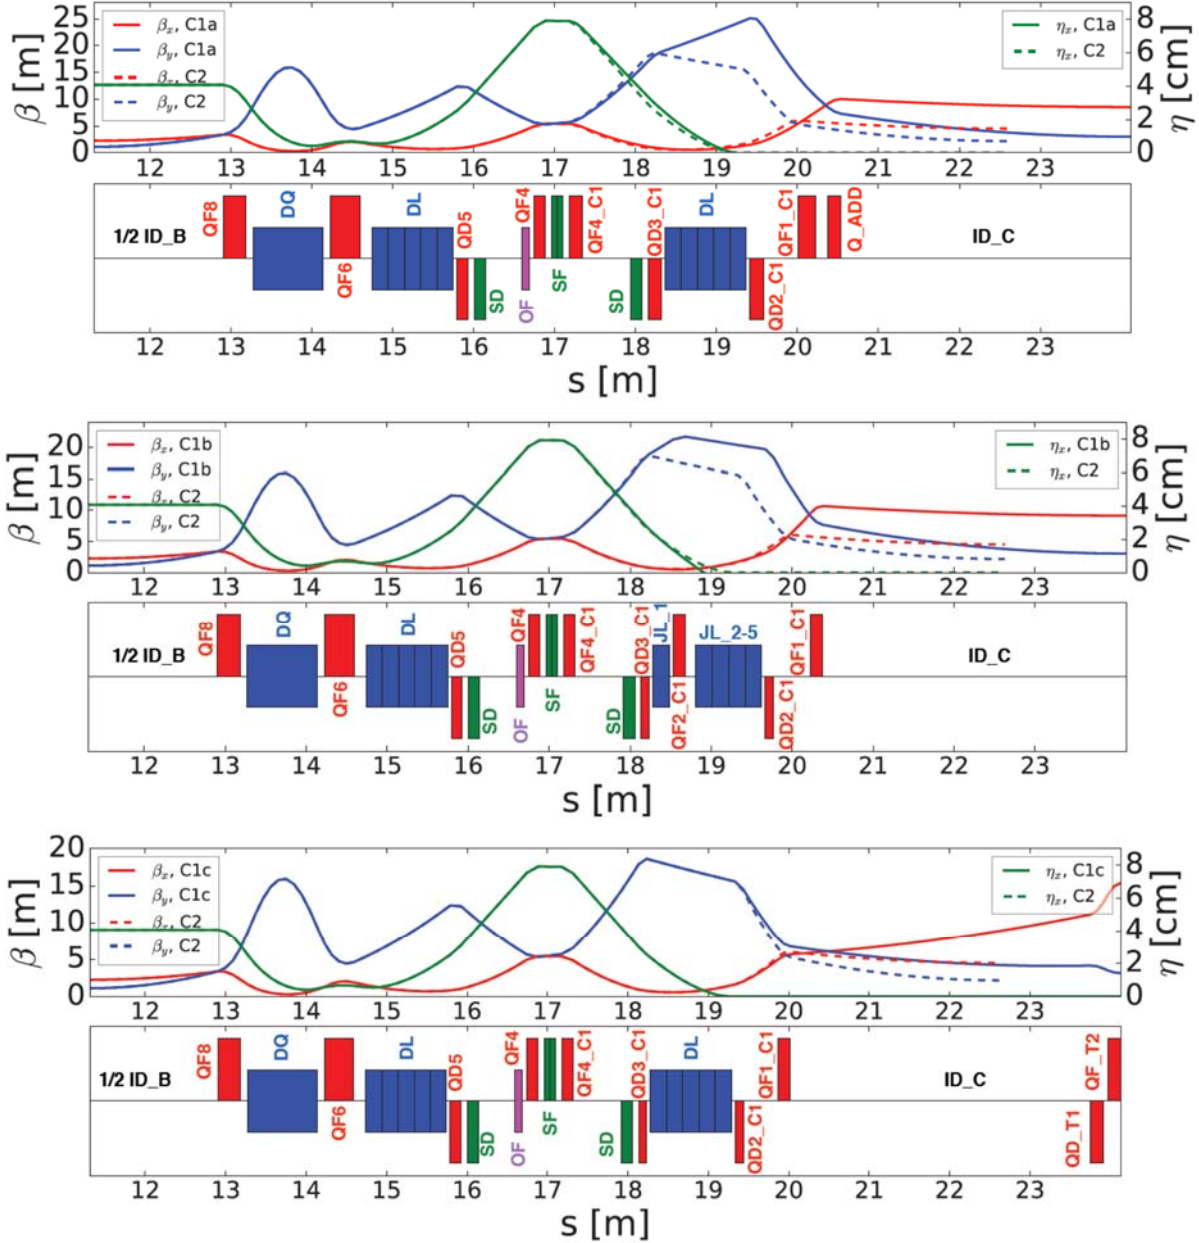 25
20
15
10
5
0
β [m]
βx, C1a
βy, C1a
βx, C2
βy, C2
ηx, C1a
ηx, C2
8
6
4
2
0
η [cm]
12 13 14 15 16 17 18 19 20 21 22 23
1/2 ID_B QF8 DQ QF6 DL QD5 SD OF QF4 SF QF4_C1 SD QD3_C1 DL QD2_C1 QF1_C1 Q_ADD ID_C
12 13 14 15 16 17 18 19 20 21 22 23
s [m]
20
15
10
5
0
β [m]
βx, C1b
βy, C1b
βx, C2
βy, C2
ηx, C1b
ηx, C2
8
6
4
2
0
η [cm]
12 13 14 15 16 17 18 19 20 21 22 23
1/2 ID_B QF8 DQ QF6 DL QD5 SD OF QF4 SF QF4_C1 SD QD3_C1 JL_1 QF2_C1 JL_2-5 QD2_C1 QF1_C1 ID_C
12 13 14 15 16 17 18 19 20 21 22 23
s [m]
20
15
10
5
0
β [m]
βx, C1c
βy, C1c
βx, C2
βy, C2
ηx, C1c
ηx, C2
8
6
4
2
0
η [cm]
12 13 14 15 16 17 18 19 20 21 22 23
1/2 ID_B QF8 DQ QF6 DL QD5 SD OF QF4 SF QF4_C1 SD QD3_C1 DL QD2_C1 QF1_C1 ID_C QD_T1 QF_T2
12 13 14 15 16 17 18 19 20 21 22 23
s [m]